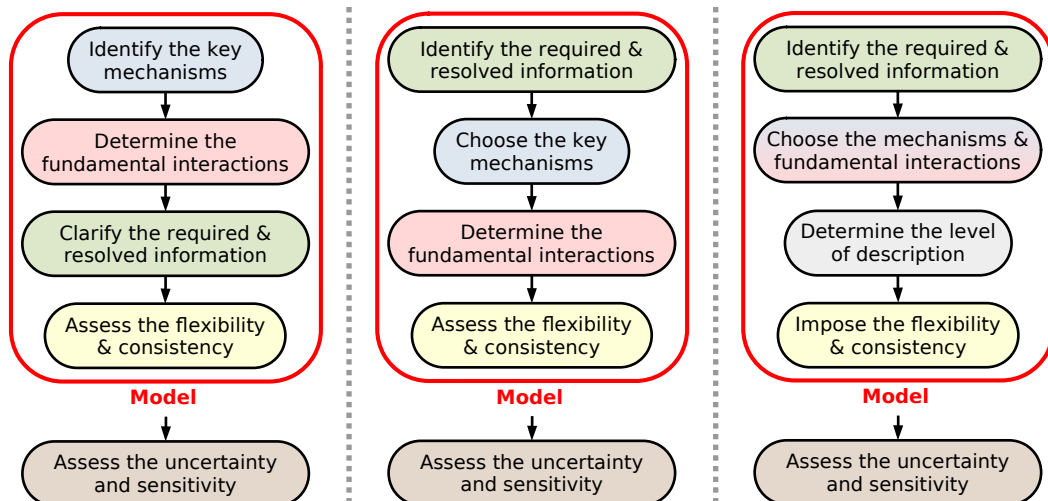 Identify the key
mechanisms
Determine the
fundamental interactions
Clarify the required &
resolved information
Assess the flexibility
& consistency
Model
Assess the uncertainty
and sensitivity
Identify the required &
resolved information
Choose the key
mechanisms
Determine the
fundamental interactions
Assess the flexibility
& consistency
Model
Assess the uncertainty
and sensitivity
Identify the required &
resolved information
Choose the mechanisms &
fundamental interactions
Determine the level
of description
Impose the flexibility
& consistency
Model
Assess the uncertainty
and sensitivity